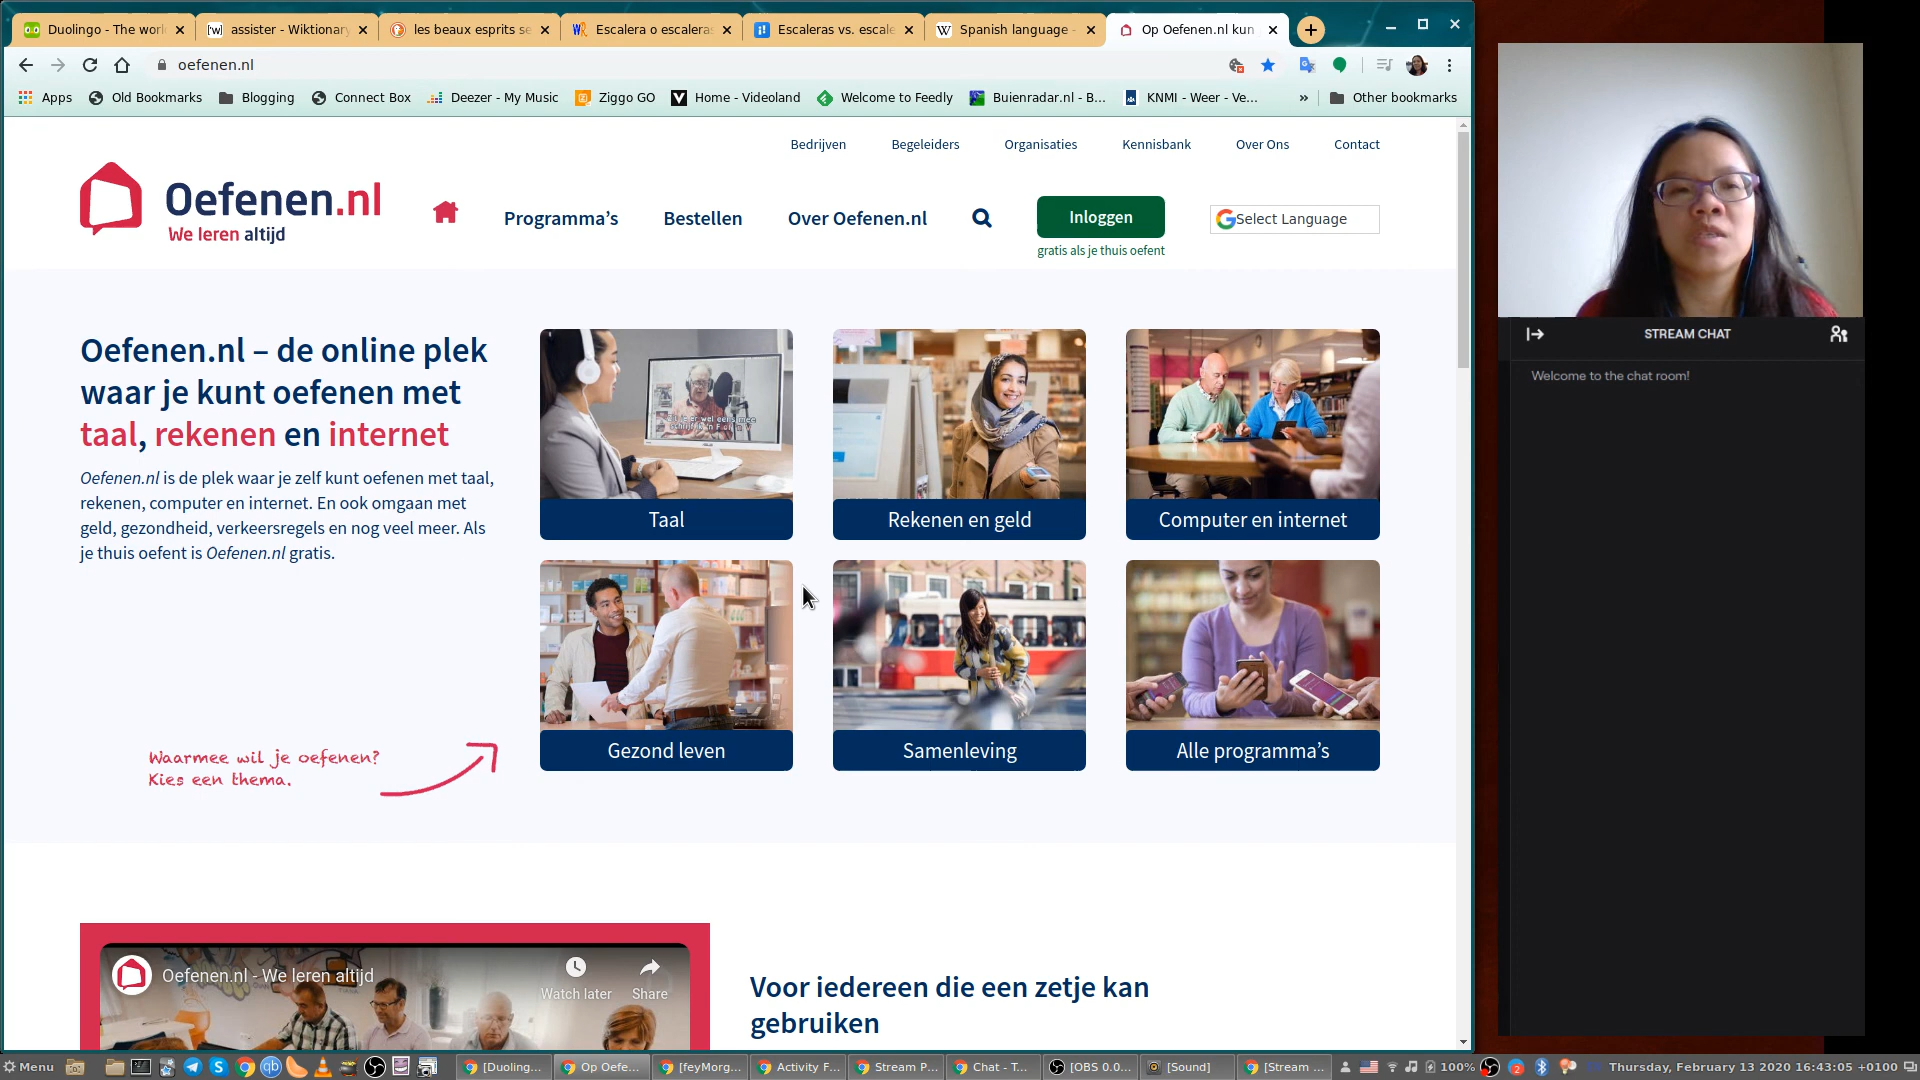 Duolingo - The worl
assister - Wiktionary
les beaux esprits se
Escalera o escaleras
Escaleras vs. escale
Spanish language -
Op Oefenen.nl kun
oefenen.nl
Apps
Old Bookmarks
Blogging
Connect Box
Deezer - My Music
Ziggo GO
Home - Videoland
Welcome to Feedly
Buienradar.nl - B...
KNMI - Weer - Ve...
»
Other bookmarks
Bedrijven
Begeleiders
Organisaties
Kennisbank
Over Ons
Contact
Oefenen.nl
We leren altijd
Programma's
Bestellen
Over Oefenen.nl
Inloggen
gratis als je thuis oefent
Select Language
Oefenen.nl – de online plek
waar je kunt oefenen met
taal, rekenen en internet
Oefenen.nl is de plek waar je zelf kunt oefenen met taal,
rekenen, computer en internet. En ook omgaan met
geld, gezondheid, verkeersregels en nog veel meer. Als
je thuis oefent is Oefenen.nl gratis.
Taal
Rekenen en geld
Computer en internet
Gezond leven
Samenleving
Alle programma's
Waarmee wil je oefenen?
Kies een thema.
Oefenen.nl - We leren altijd
Watch later
Share
Voor iedereen die een zetje kan
gebruiken
STREAM CHAT
Welcome to the chat room!
Menu
[Duoling...
Op Oefe...
[feyMorg...
Activity F...
Stream P...
Chat - T...
[OBS 0.0...
[Sound]
[Stream ...
100%
2
Thursday, February 13 2020 16:43:05 +0100